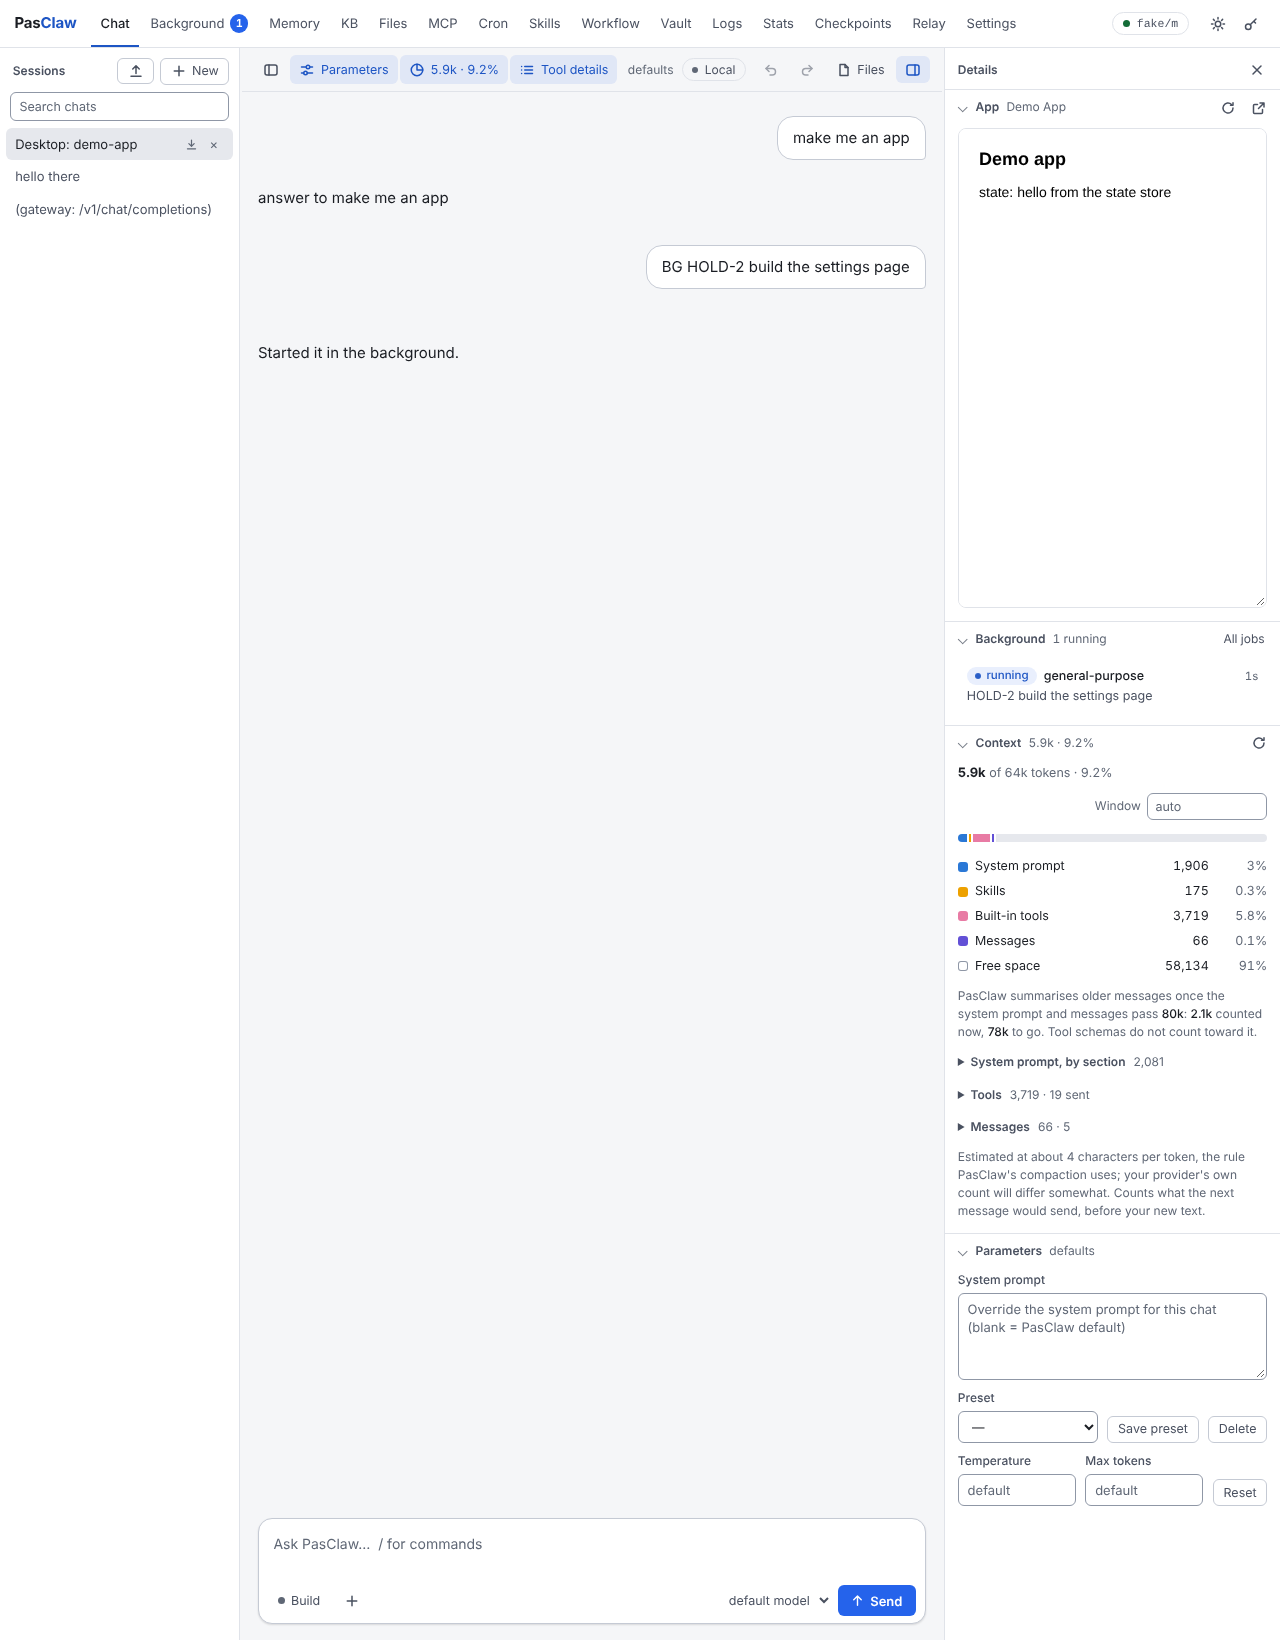 PasClaw
Chat
Background 1
Memory
KB
Files
MCP
Cron
Skills
Workflow
Vault
Logs
Stats
Checkpoints
Relay
Settings
fake/m
Sessions
New
Search chats
Desktop: demo-app
hello there
(gateway: /v1/chat/completions)
Parameters
5.9k · 9.2%
Tool details
defaults
Local
Files
make me an app
answer to make me an app
BG HOLD-2 build the settings page
Started it in the background.
Ask PasClaw... / for commands
Build
default model
Send
Details
App Demo App
Demo app
state: hello from the state store
Background 1 running
All jobs
running general-purpose 1s
HOLD-2 build the settings page
Context 5.9k · 9.2%
5.9k of 64k tokens · 9.2%
Window auto
System prompt 1,906 3%
Skills 175 0.3%
Built-in tools 3,719 5.8%
Messages 66 0.1%
Free space 58,134 91%
PasClaw summarises older messages once the
system prompt and messages pass 80k: 2.1k counted
now, 78k to go. Tool schemas do not count toward it.
System prompt, by section 2,081
Tools 3,719 · 19 sent
Messages 66 · 5
Estimated at about 4 characters per token, the rule
PasClaw's compaction uses; your provider's own
count will differ somewhat. Counts what the next
message would send, before your new text.
Parameters defaults
System prompt
Override the system prompt for this chat
(blank = PasClaw default)
Preset
—
Save preset
Delete
Temperature
Max tokens
default
default
Reset